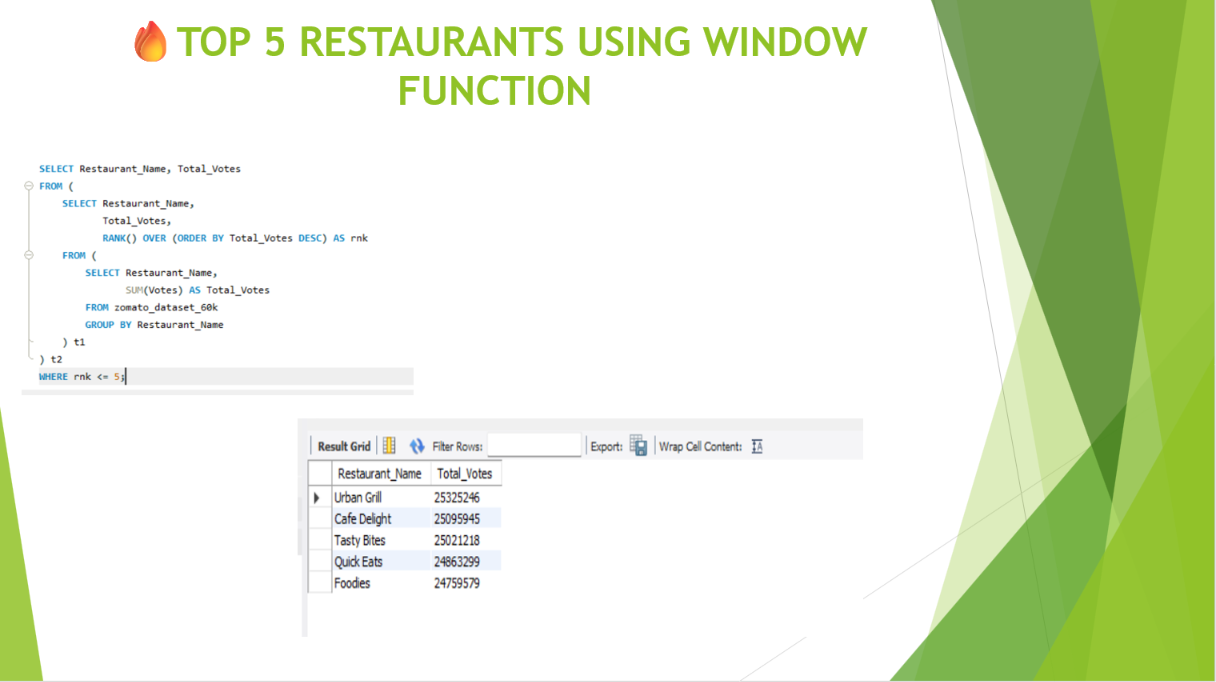 🔥 TOP 5 RESTAURANTS USING WINDOW
FUNCTION
SELECT Restaurant_Name, Total_Votes
FROM (
SELECT Restaurant_Name,
Total_Votes,
RANK() OVER (ORDER BY Total_Votes DESC) AS rnk
FROM (
SELECT Restaurant_Name,
SUM(Votes) AS Total_Votes
FROM zomato_dataset_60k
GROUP BY Restaurant_Name
) t1
) t2
WHERE rnk <= 5;
Result Grid Filter Rows: Export: Wrap Cell Content: IA
Restaurant_Name Total_Votes
Urban Grill 25325246
Cafe Delight 25095945
Tasty Bites 25021218
Quick Eats 24863299
Foodies 24759579